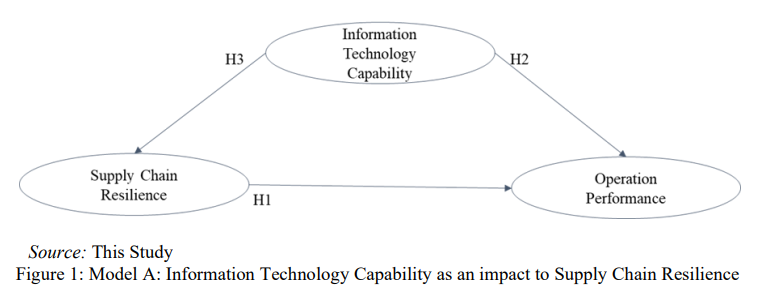 Information
Technology
Capability
H3
H2
Supply Chain
Resilience
H1
Operation
Performance
Source: This Study
Figure 1: Model A: Information Technology Capability as an impact to Supply Chain Resilience